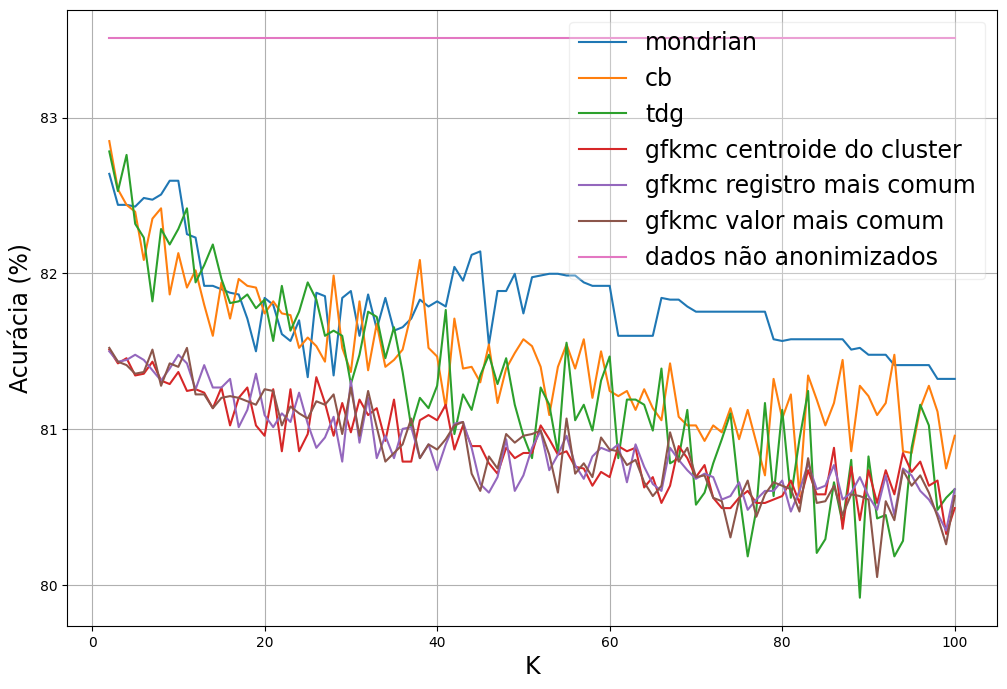 mondrian
cb
tdg
gfkmc centroide do cluster
gfkmc registro mais comum
gfkmc valor mais comum
dados não anonimizados
Acurácia (%)
83
82
81
80
0 20 40 60 80 100
K